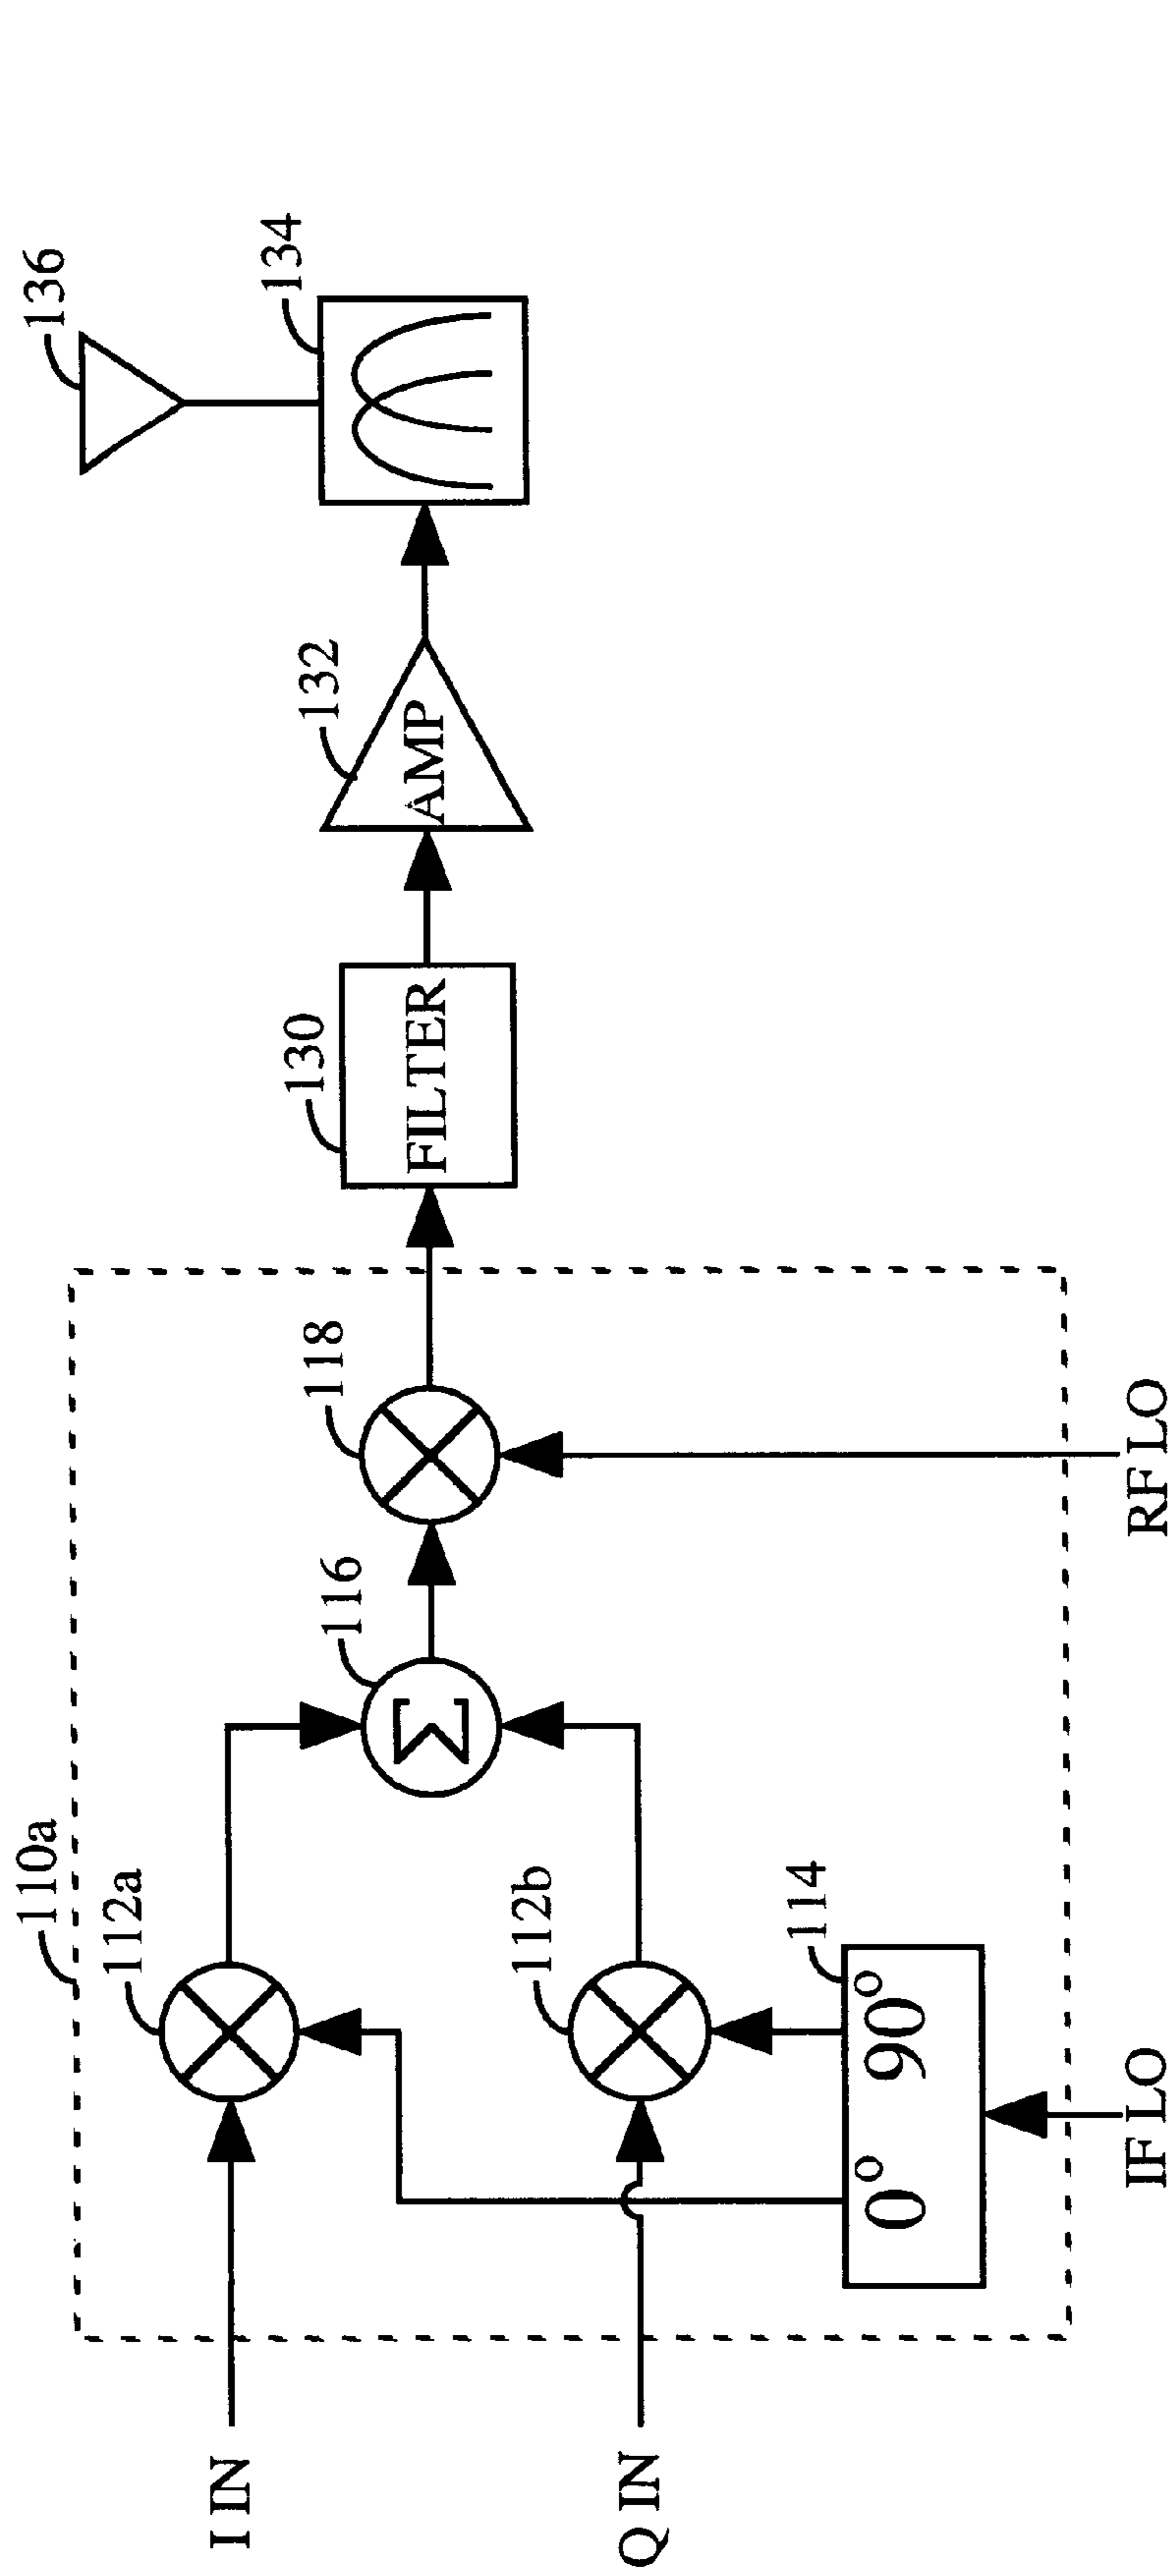 110a
112a
I IN
116
118
130
FILTER
132
AMP
134
136
112b
Q IN
114
0° 90°
IF LO
RF LO